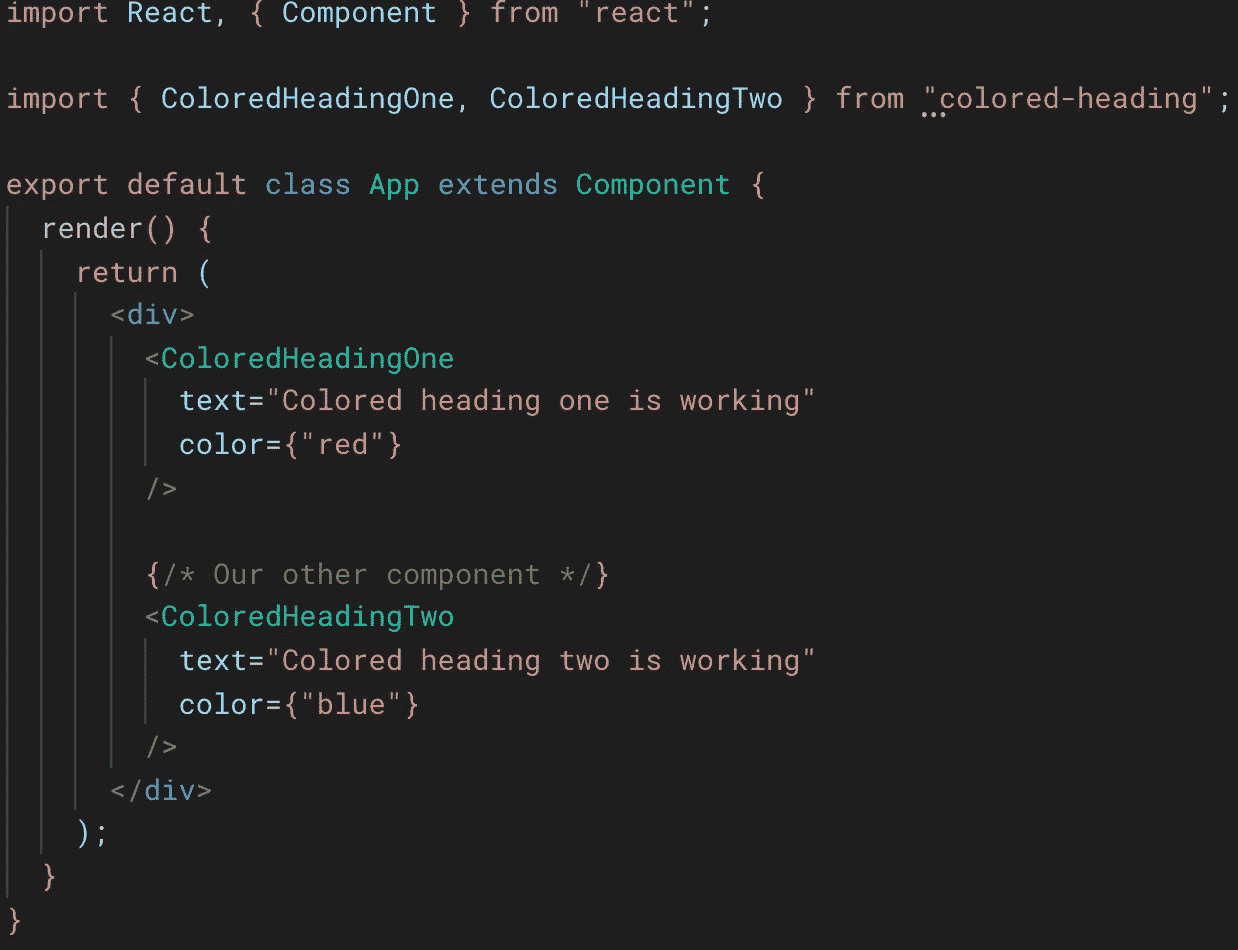 import React, { Component } from "react";
import { ColoredHeadingOne, ColoredHeadingTwo } from "colored-heading";
export default class App extends Component {
render() {
return (
<div>
<ColoredHeadingOne
text="Colored heading one is working"
color={"red"}
/>
{/* Our other component */}
<ColoredHeadingTwo
text="Colored heading two is working"
color={"blue"}
/>
</div>
);
}
}